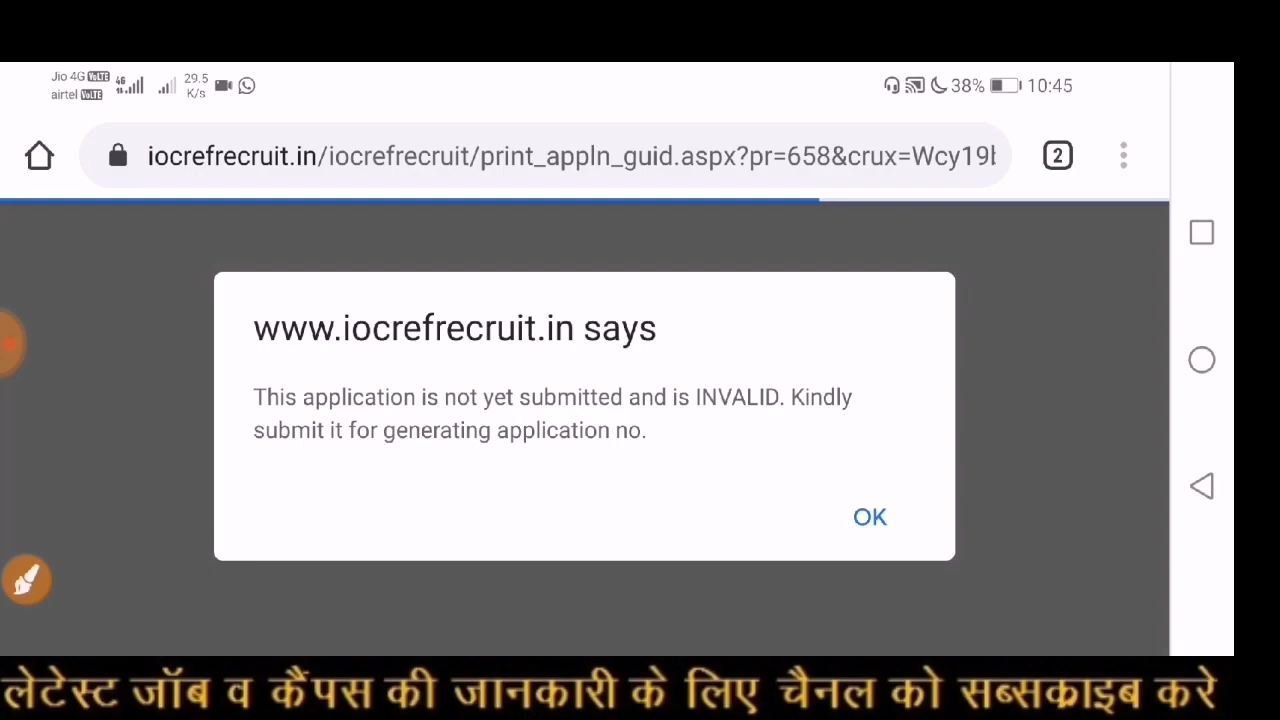 Jio 4G VoLTE 4G 29.5 38% 10:45
airtel VoLTE K/s
iocrefrecruit.in/iocrefrecruit/print_appln_guid.aspx?pr=658&crux=Wcy19 2
www.iocrefrecruit.in says
This application is not yet submitted and is INVALID. Kindly
submit it for generating application no.
OK
लेटेस्ट जॉब व कैंपस की जानकारी के लिए चैनल को सब्सक्राइब करे